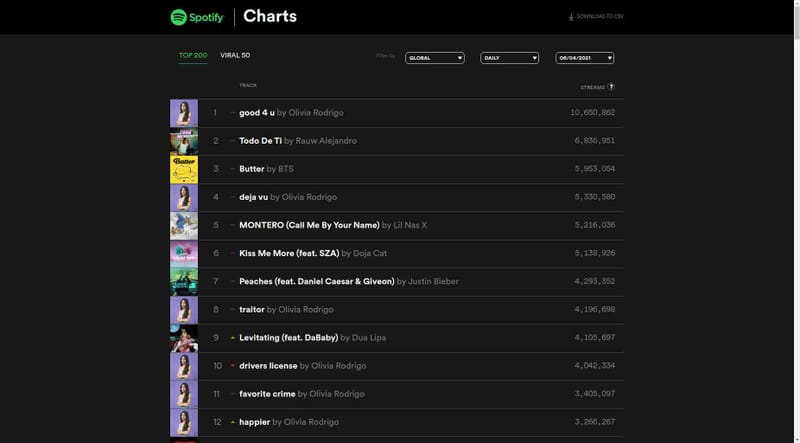 Spotify Charts
DOWNLOAD TO CSV
TOP 200 VIRAL 50 Filter by GLOBAL DAILY 06/04/2021
TRACK STREAMS ?
1 good 4 u by Olivia Rodrigo 10,650,862
2 Todo De Ti by Rauw Alejandro 6,836,951
Butter
3 Butter by BTS 5,953,054
4 deja vu by Olivia Rodrigo 5,330,580
5 MONTERO (Call Me By Your Name) by Lil Nas X 5,216,036
6 Kiss Me More (feat. SZA) by Doja Cat 5,138,926
7 Peaches (feat. Daniel Caesar & Giveon) by Justin Bieber 4,293,352
8 traitor by Olivia Rodrigo 4,196,698
9 Levitating (feat. DaBaby) by Dua Lipa 4,105,697
10 drivers license by Olivia Rodrigo 4,042,334
11 favorite crime by Olivia Rodrigo 3,405,097
12 happier by Olivia Rodrigo 3,266,267